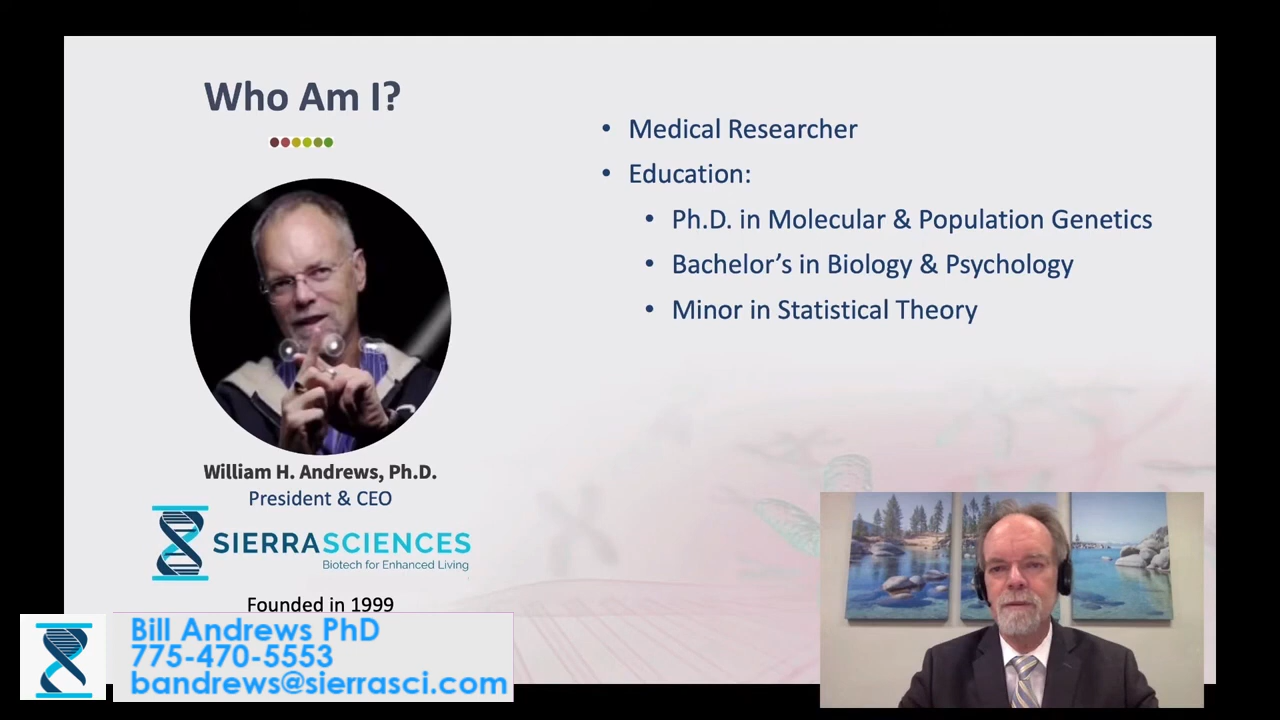 Who Am I?
• Medical Researcher
• Education:
• Ph.D. in Molecular & Population Genetics
• Bachelor's in Biology & Psychology
• Minor in Statistical Theory
William H. Andrews, Ph.D.
President & CEO
SIERRASCIENCES
Biotech for Enhanced Living
Founded in 1999
Bill Andrews PhD
775-470-5553
bandrews@sierrasci.com